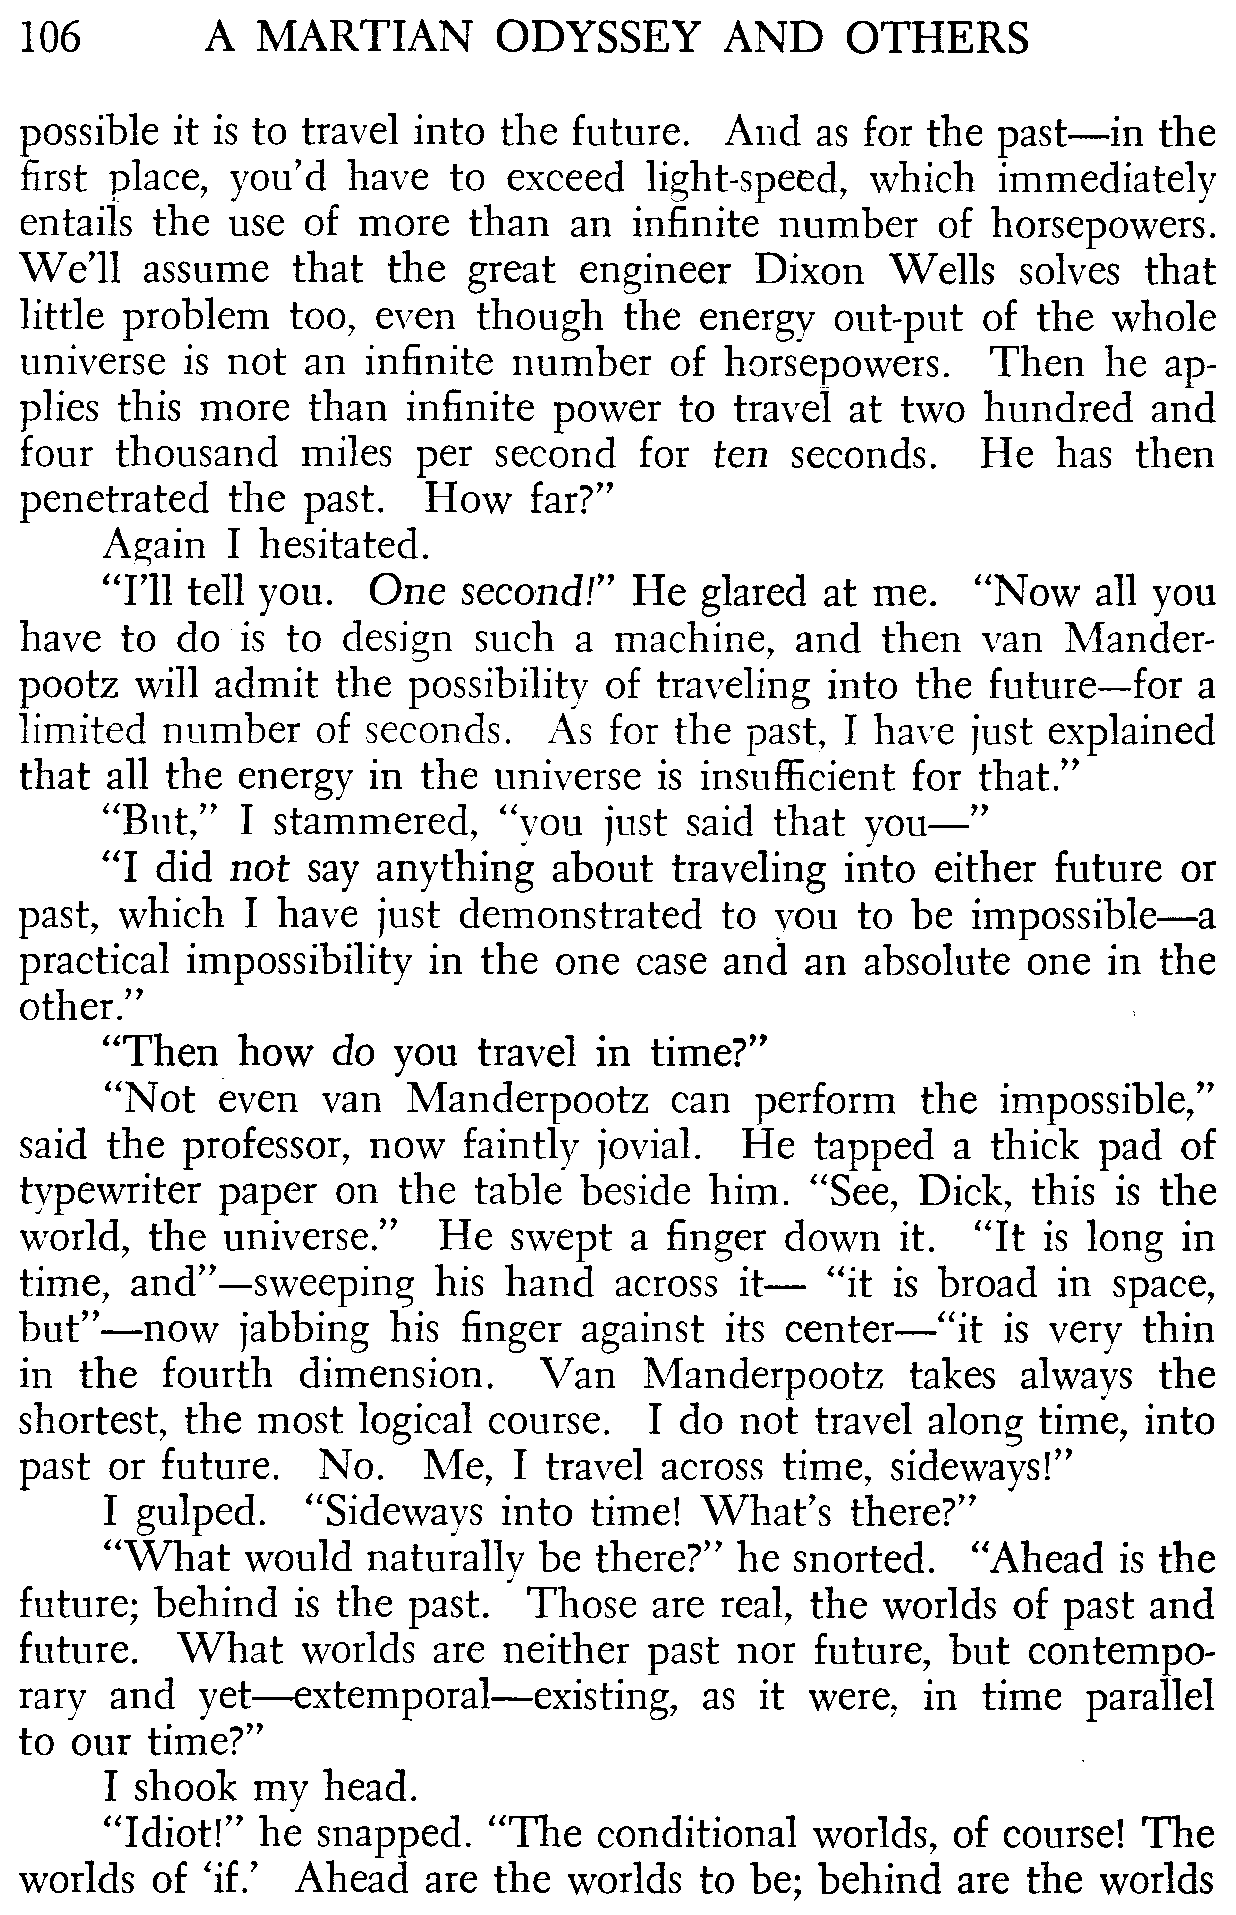 106 A MARTIAN ODYSSEY AND OTHERS
possible it is to travel into the future. And as for the past—in the
first place, you'd have to exceed light-speed, which immediately
entails the use of more than an infinite number of horsepowers.
We'll assume that the great engineer Dixon Wells solves that
little problem too, even though the energy out-put of the whole
universe is not an infinite number of horsepowers. Then he ap-
plies this more than infinite power to travel at two hundred and
four thousand miles per second for ten seconds. He has then
penetrated the past. How far?”
Again I hesitated.
“I'll tell you. One second!” He glared at me. “Now all you
have to do is to design such a machine, and then van Mander-
pootz will admit the possibility of traveling into the future—for a
limited number of seconds. As for the past, I have just explained
that all the energy in the universe is insufficient for that.”
“But,” I stammered, “you just said that you—”
“I did not say anything about traveling into either future or
past, which I have just demonstrated to you to be impossible—a
practical impossibility in the one case and an absolute one in the
other.”
“Then how do you travel in time?”
“Not even van Manderpootz can perform the impossible,”
said the professor, now faintly jovial. He tapped a thick pad of
typewriter paper on the table beside him. “See, Dick, this is the
world, the universe.” He swept a finger down it. “It is long in
time, and”—sweeping his hand across it— “it is broad in space,
but”—now jabbing his finger against its center—“it is very thin
in the fourth dimension. Van Manderpootz takes always the
shortest, the most logical course. I do not travel along time, into
past or future. No. Me, I travel across time, sideways!”
I gulped. “Sideways into time! What's there?”
“What would naturally be there?” he snorted. “Ahead is the
future; behind is the past. Those are real, the worlds of past and
future. What worlds are neither past nor future, but contempo-
rary and yet—extemporal—existing, as it were, in time parallel
to our time?”
I shook my head.
“Idiot!” he snapped. “The conditional worlds, of course! The
worlds of ‘if.’ Ahead are the worlds to be; behind are the worlds